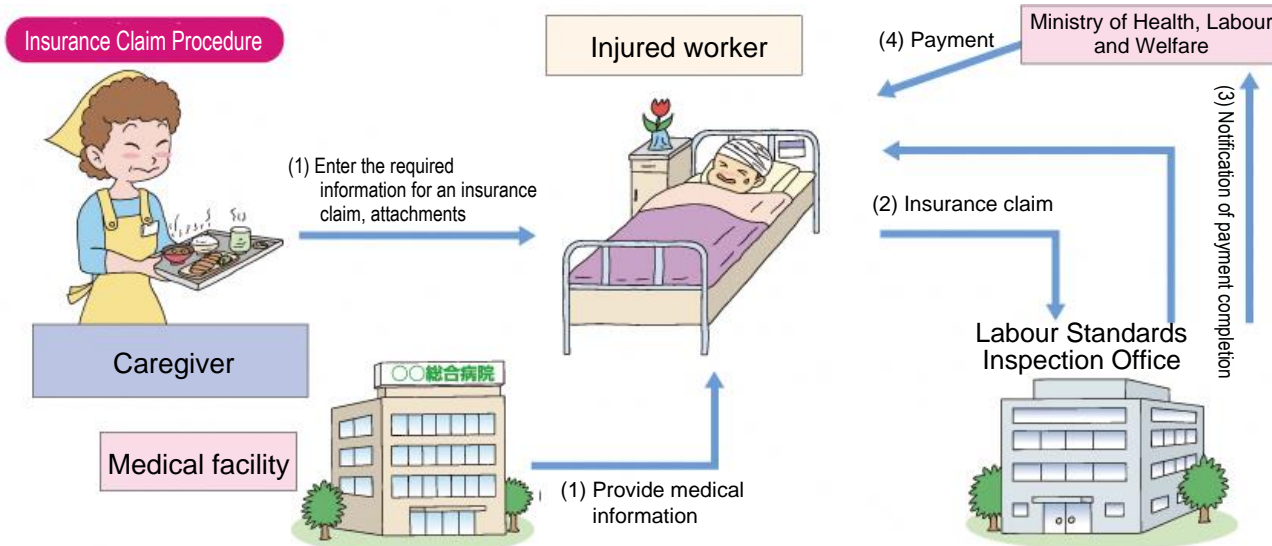 Insurance Claim Procedure
Injured worker
Ministry of Health, Labour
and Welfare
(4) Payment
(3) Notification of payment completion
(1) Enter the required
information for an insurance
claim, attachments
(2) Insurance claim
Caregiver
Labour Standards
Inspection Office
〇〇総合病院
Medical facility
(1) Provide medical
information